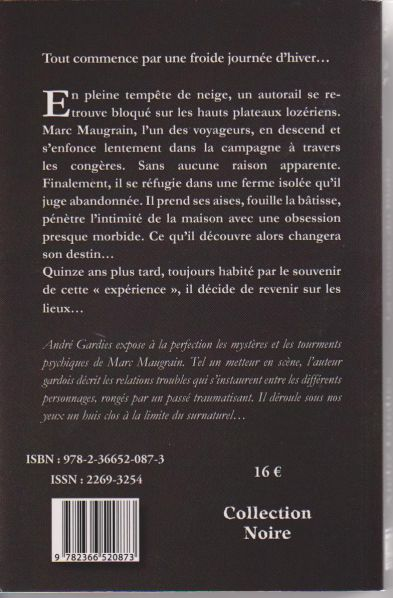 Tout commence par une froide journée d'hiver…
En pleine tempête de neige, un autorail se re-
trouve bloqué sur les hauts plateaux lozériens.
Marc Maugrain, l'un des voyageurs, en descend et
s'enfonce lentement dans la campagne à travers
les congères. Sans aucune raison apparente.
Finalement, il se réfugie dans une ferme isolée qu'il
juge abandonnée. Il prend ses aises, fouille la bâtisse,
pénètre l'intimité de la maison avec une obsession
presque morbide. Ce qu'il découvre alors changera
son destin…
Quinze ans plus tard, toujours habité par le souvenir
de cette « expérience », il décide de revenir sur les
lieux…
André Gardies expose à la perfection les mystères et les tourments
psychiques de Marc Maugrain. Tel un metteur en scène, l'auteur
gardois décrit les relations troubles qui s'instaurent entre les différents
personnages, rongés par un passé traumatisant. Il déroule sous nos
yeux un huis clos à la limite du surnaturel…
ISBN : 978-2-36652-087-3
ISSN : 2269-3254
16 €
Collection
Noire
9 782366 520873